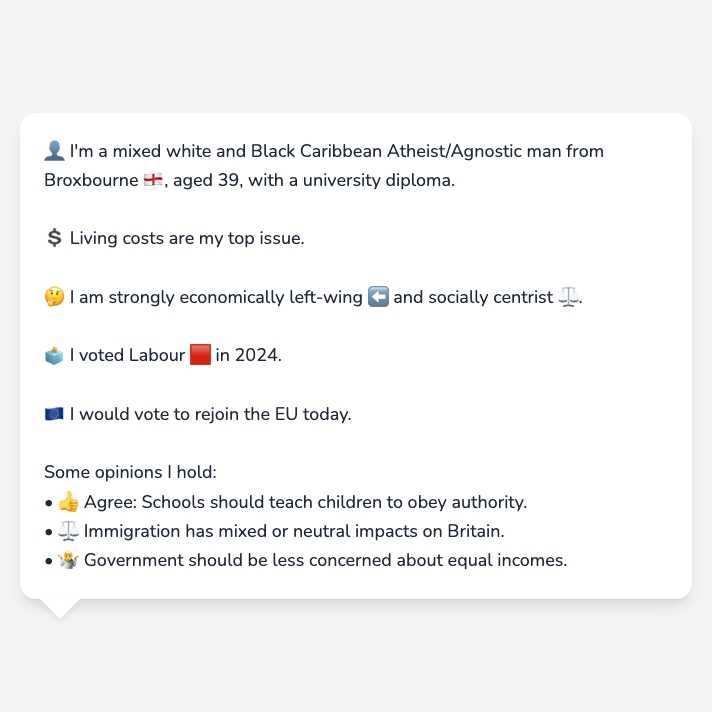 👤 I'm a mixed white and Black Caribbean Atheist/Agnostic man from
Broxbourne 🏴󠁧󠁢󠁥󠁮󠁧󠁿, aged 39, with a university diploma.
💲 Living costs are my top issue.
🤔 I am strongly economically left-wing ⬅️ and socially centrist ⚖️.
🗳️ I voted Labour 🟥 in 2024.
🇪🇺 I would vote to rejoin the EU today.
Some opinions I hold:
• 👍 Agree: Schools should teach children to obey authority.
• ⚖️ Immigration has mixed or neutral impacts on Britain.
• 🤷 Government should be less concerned about equal incomes.